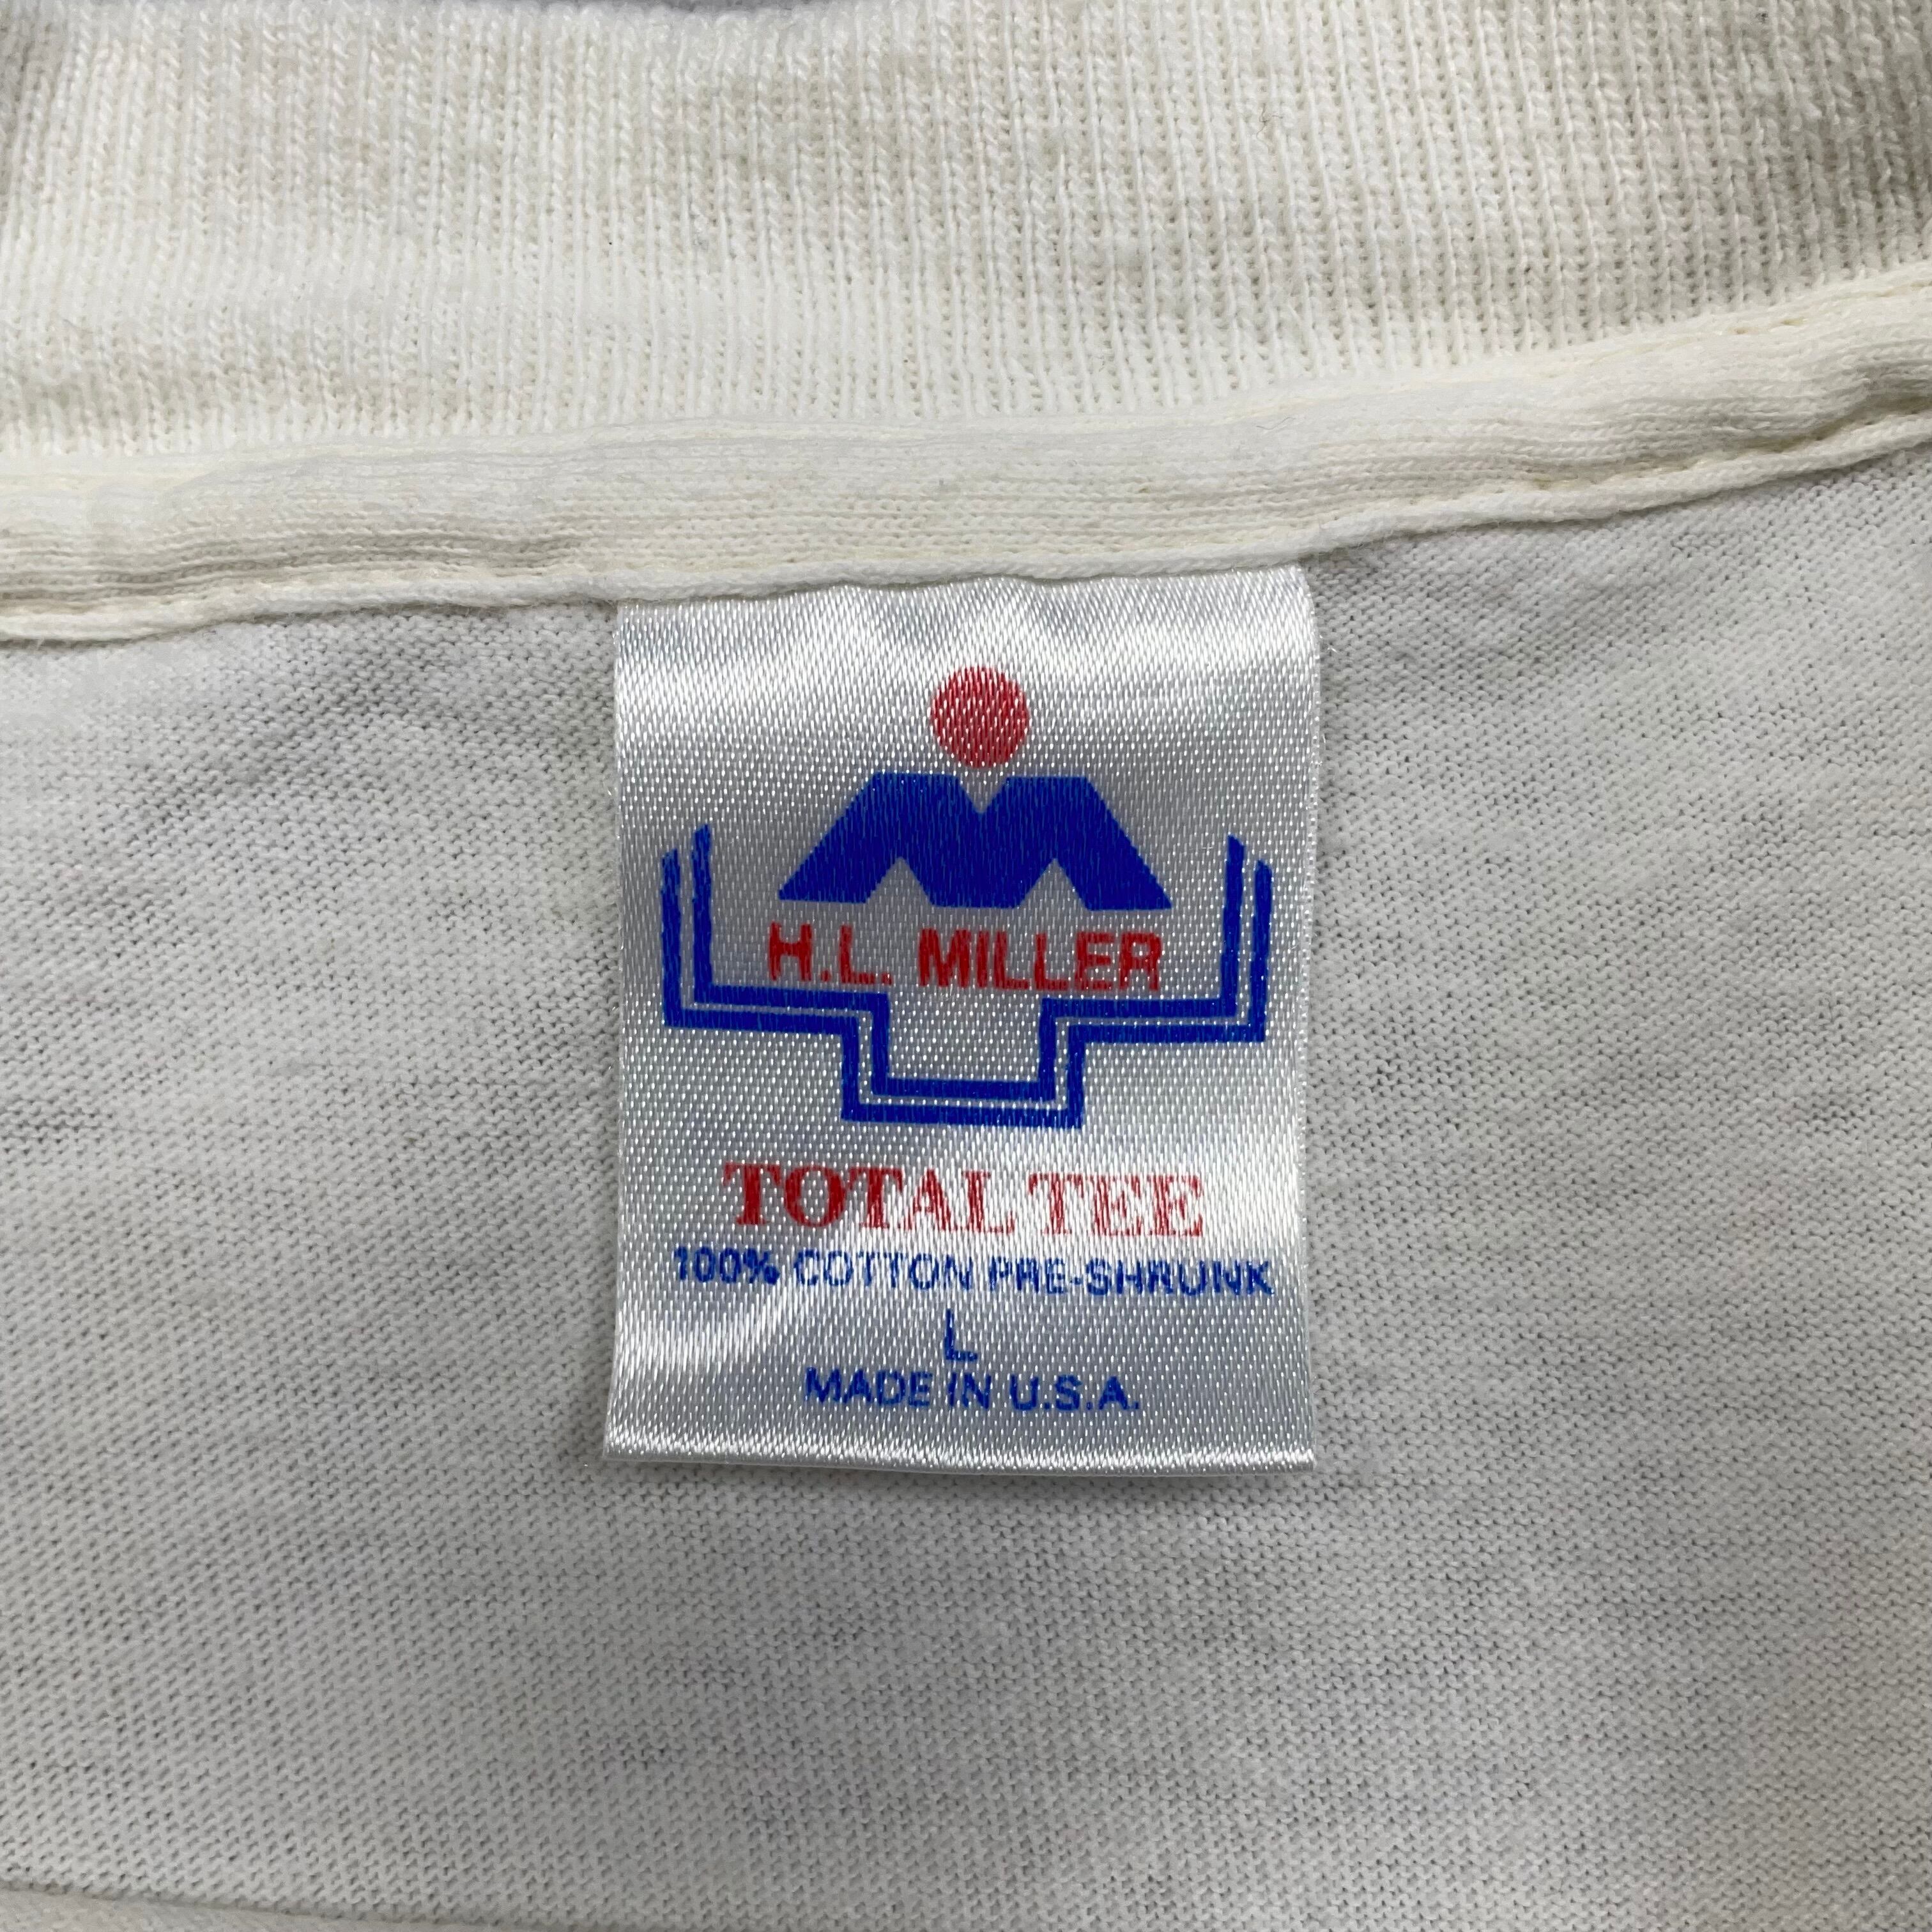 H.L. MILLER
TOTAL TEE
100% COTTON PRE-SHRUNK
L
MADE IN U.S.A.